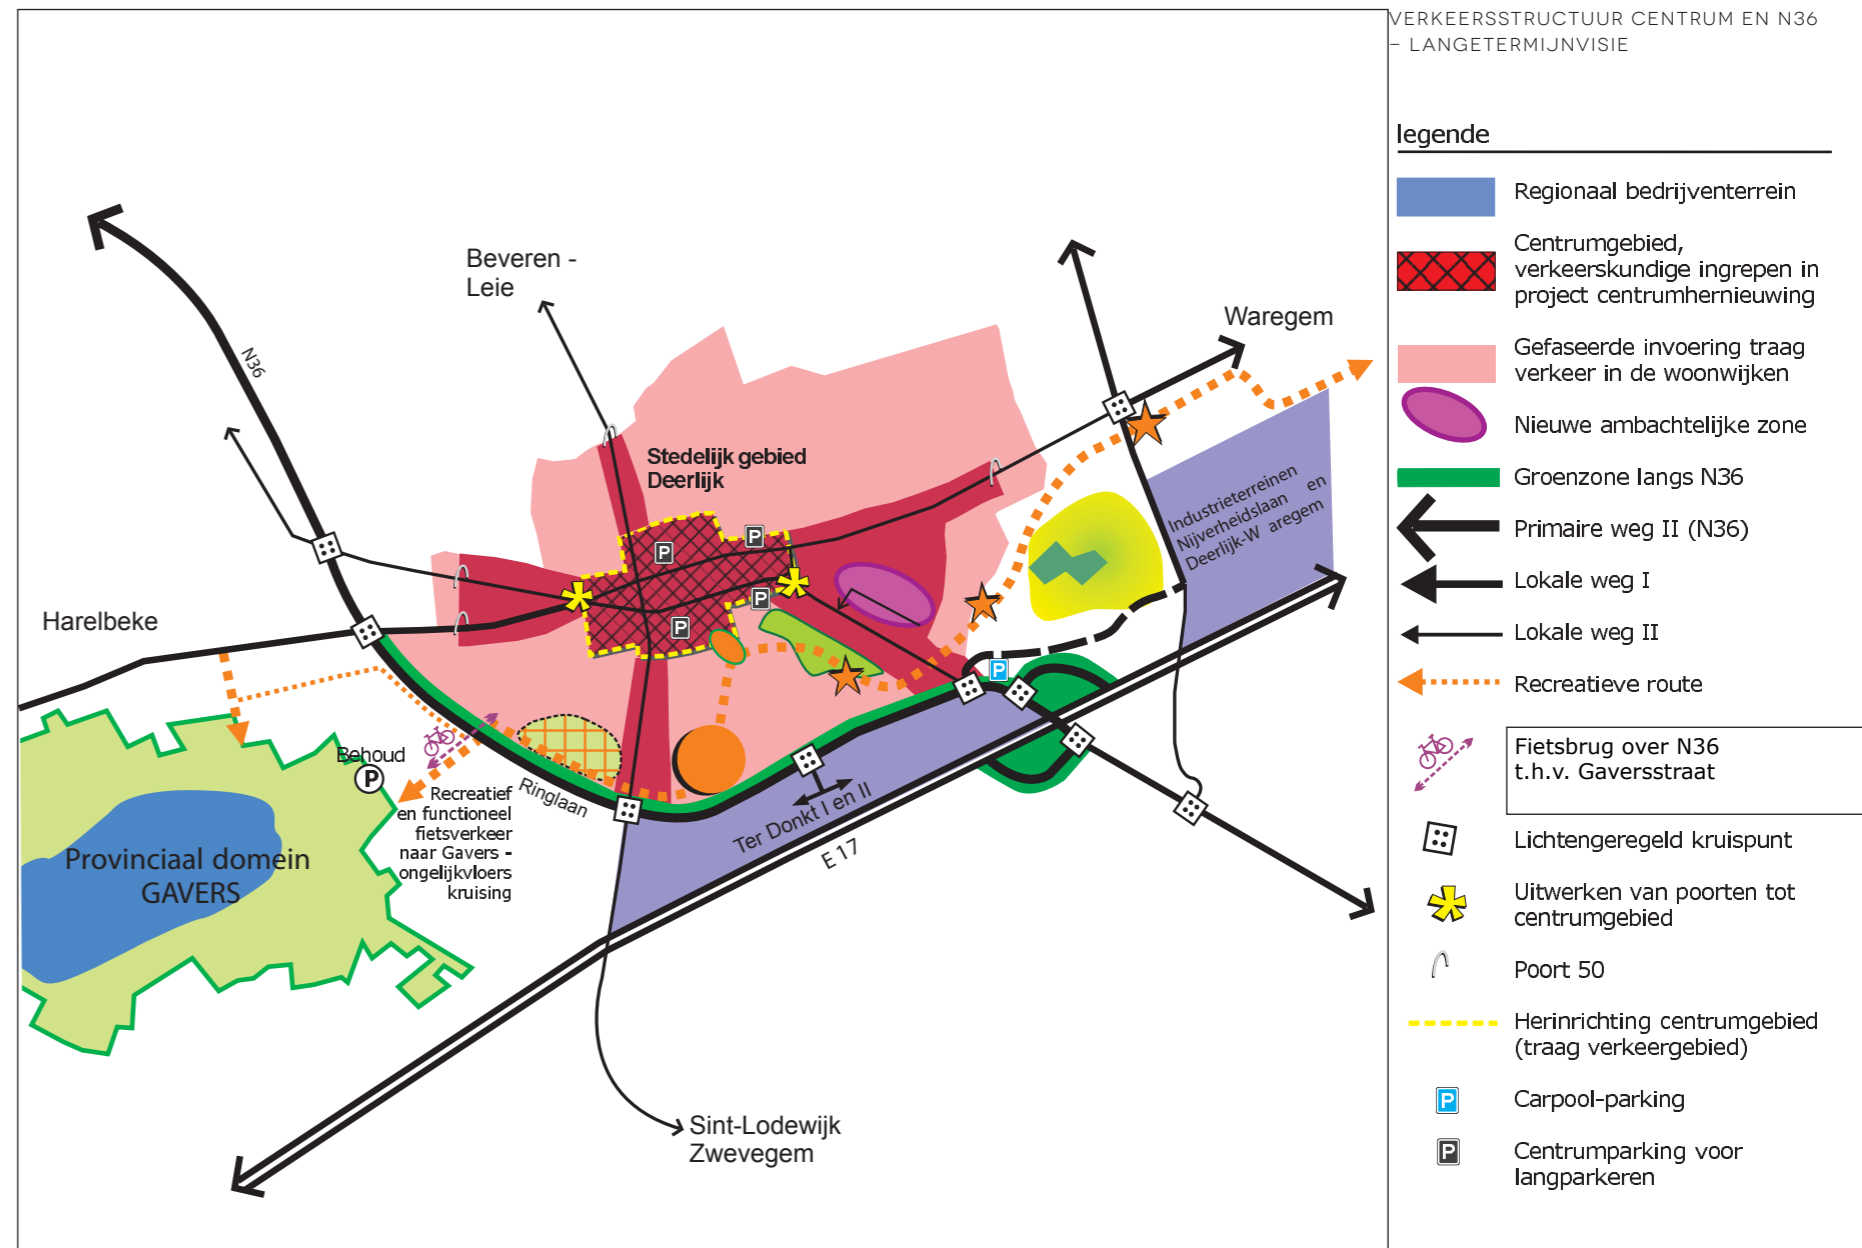 VERKEERSSTRUCTUUR CENTRUM EN N36
– LANGETERMIJNVISIE
legende
Regionaal bedrijventerrein
Centrumgebied,
verkeerskundige ingrepen in
project centrumhernieuwing
Gefaseerde invoering traag
verkeer in de woonwijken
Nieuwe ambachtelijke zone
Groenzone langs N36
Primaire weg II (N36)
Lokale weg I
Lokale weg II
Recreatieve route
Fietsbrug over N36
t.h.v. Gaversstraat
Lichtengeregeld kruispunt
Uitwerken van poorten tot
centrumgebied
Poort 50
Herinrichting centrumgebied
(traag verkeergebied)
P
Carpool-parking
P
Centrumparking voor
langparkeren
Beveren -
Leie
Waregem
N36
Stedelijk gebied
Deerlijk
Industrieterreinen
Nijverheidslaan en
Deerlijk-W aregem
P
P
P
P
P
Harelbeke
Behoud
P
Ringlaan
Recreatief
en functioneel
fietsverkeer
naar Gavers -
ongelijkvloers
kruising
Ter Donkt I en II
E 17
Provinciaal domein
GAVERS
Sint-Lodewijk
Zwevegem